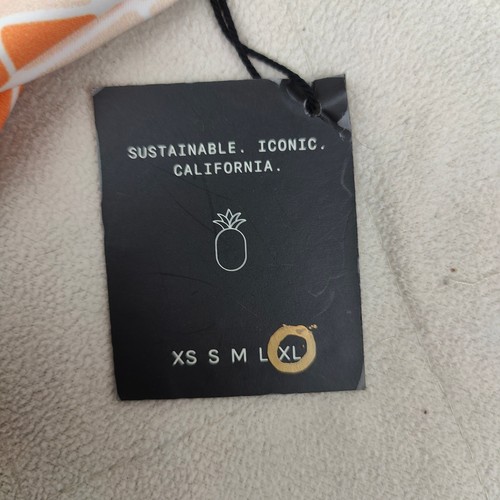 SUSTAINABLE. ICONIC.
CALIFORNIA.
XS S M L XL